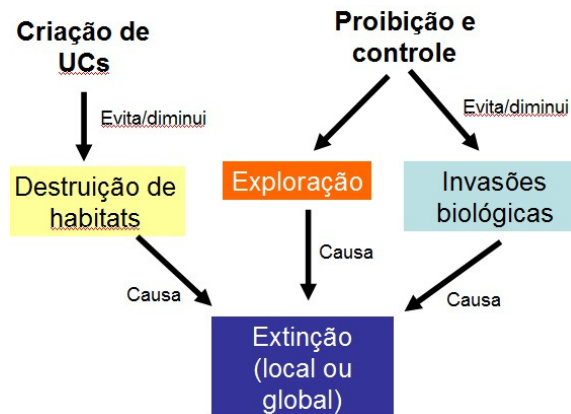 Criação de
UCs
Proibição e
controle
Evita/diminui
Evita/diminui
Destruição de
habitats
Exploração
Invasões
biológicas
Causa
Causa
Causa
Extinção
(local ou
global)